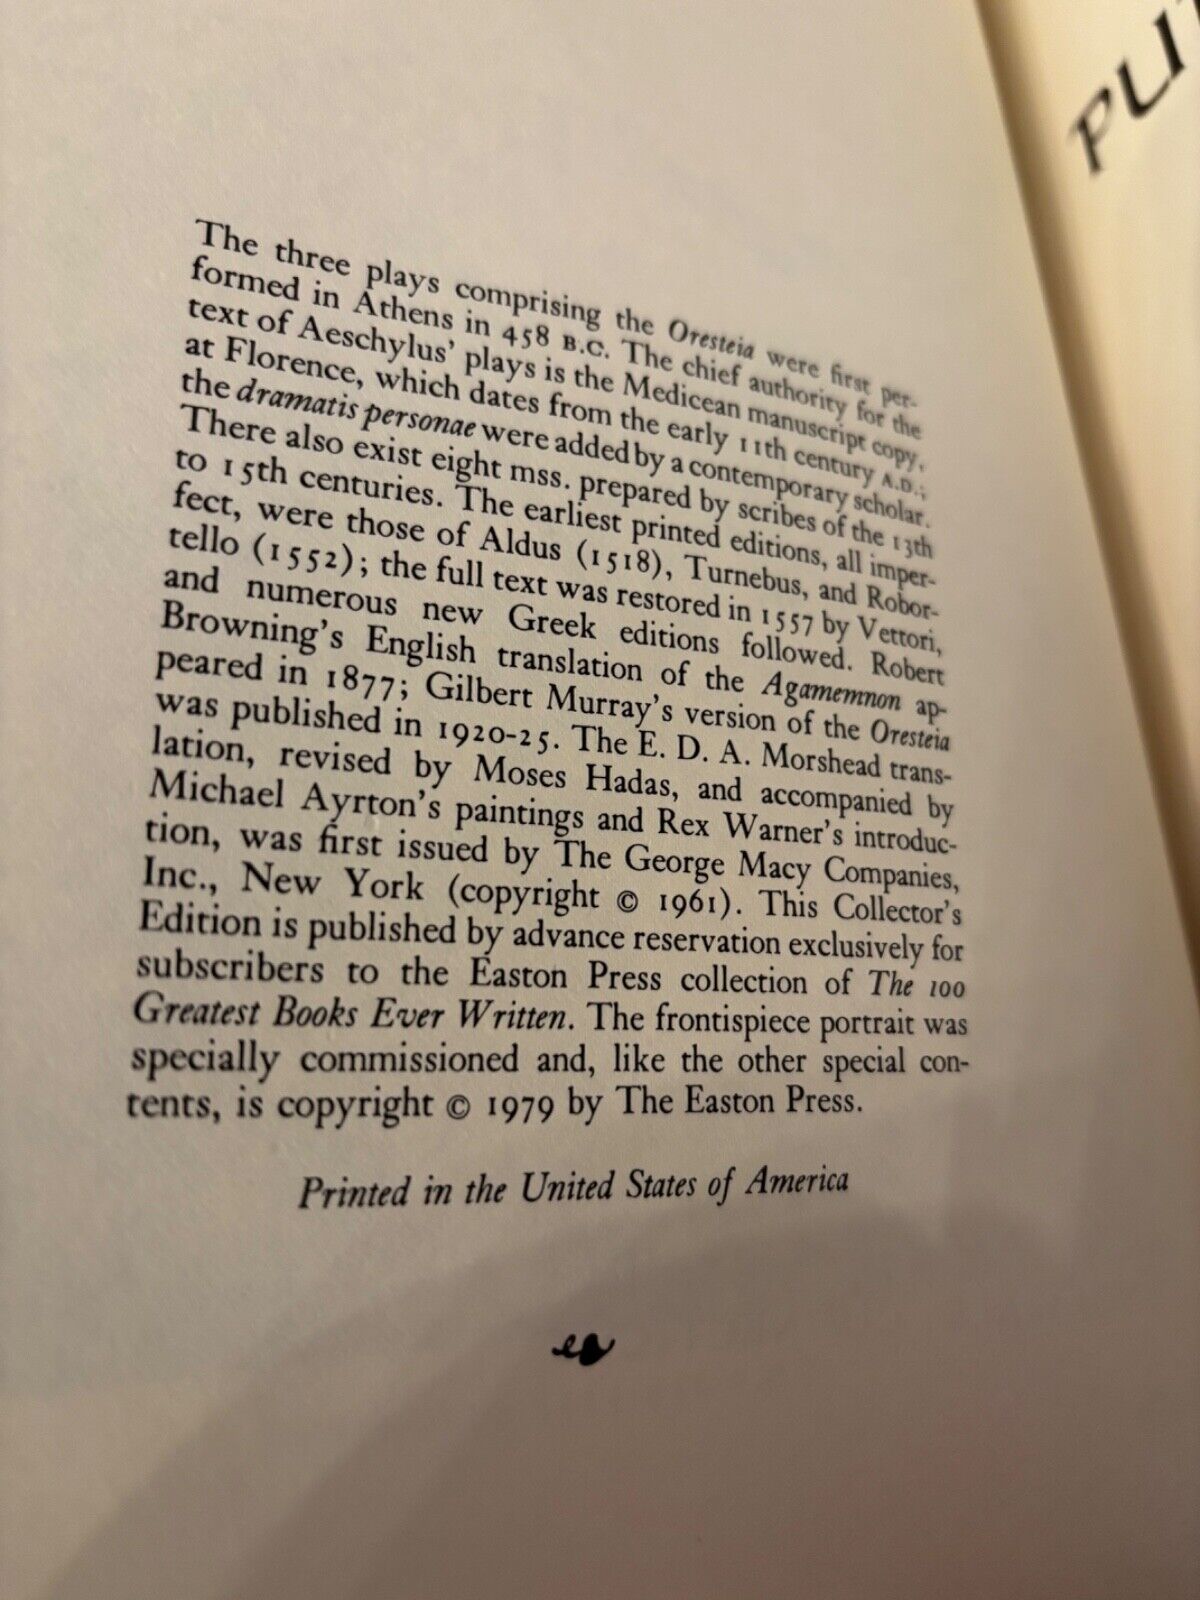 The three plays comprising the Oresteia were first per-
formed in Athens in 458 B.C. The chief authority for the
text of Aeschylus' plays is the Medicean manuscript copy,
at Florence, which dates from the early 11th century A.D.;
the dramatis personae were added by a contemporary scholar.
There also exist eight mss. prepared by scribes of the 13th
to 15th centuries. The earliest printed editions, all imper-
fect, were those of Aldus (1518), Turnebus, and Robor-
tello (1552); the full text was restored in 1557 by Vettori,
and numerous new Greek editions followed. Robert
Browning's English translation of the Agamemnon ap-
peared in 1877; Gilbert Murray's version of the Oresteia
was published in 1920-25. The E. D. A. Morshead trans-
lation, revised by Moses Hadas, and accompanied by
Michael Ayrton's paintings and Rex Warner's introduc-
tion, was first issued by The George Macy Companies,
Inc., New York (copyright © 1961). This Collector's
Edition is published by advance reservation exclusively for
subscribers to the Easton Press collection of The 100
Greatest Books Ever Written. The frontispiece portrait was
specially commissioned and, like the other special con-
tents, is copyright © 1979 by The Easton Press.
Printed in the United States of America